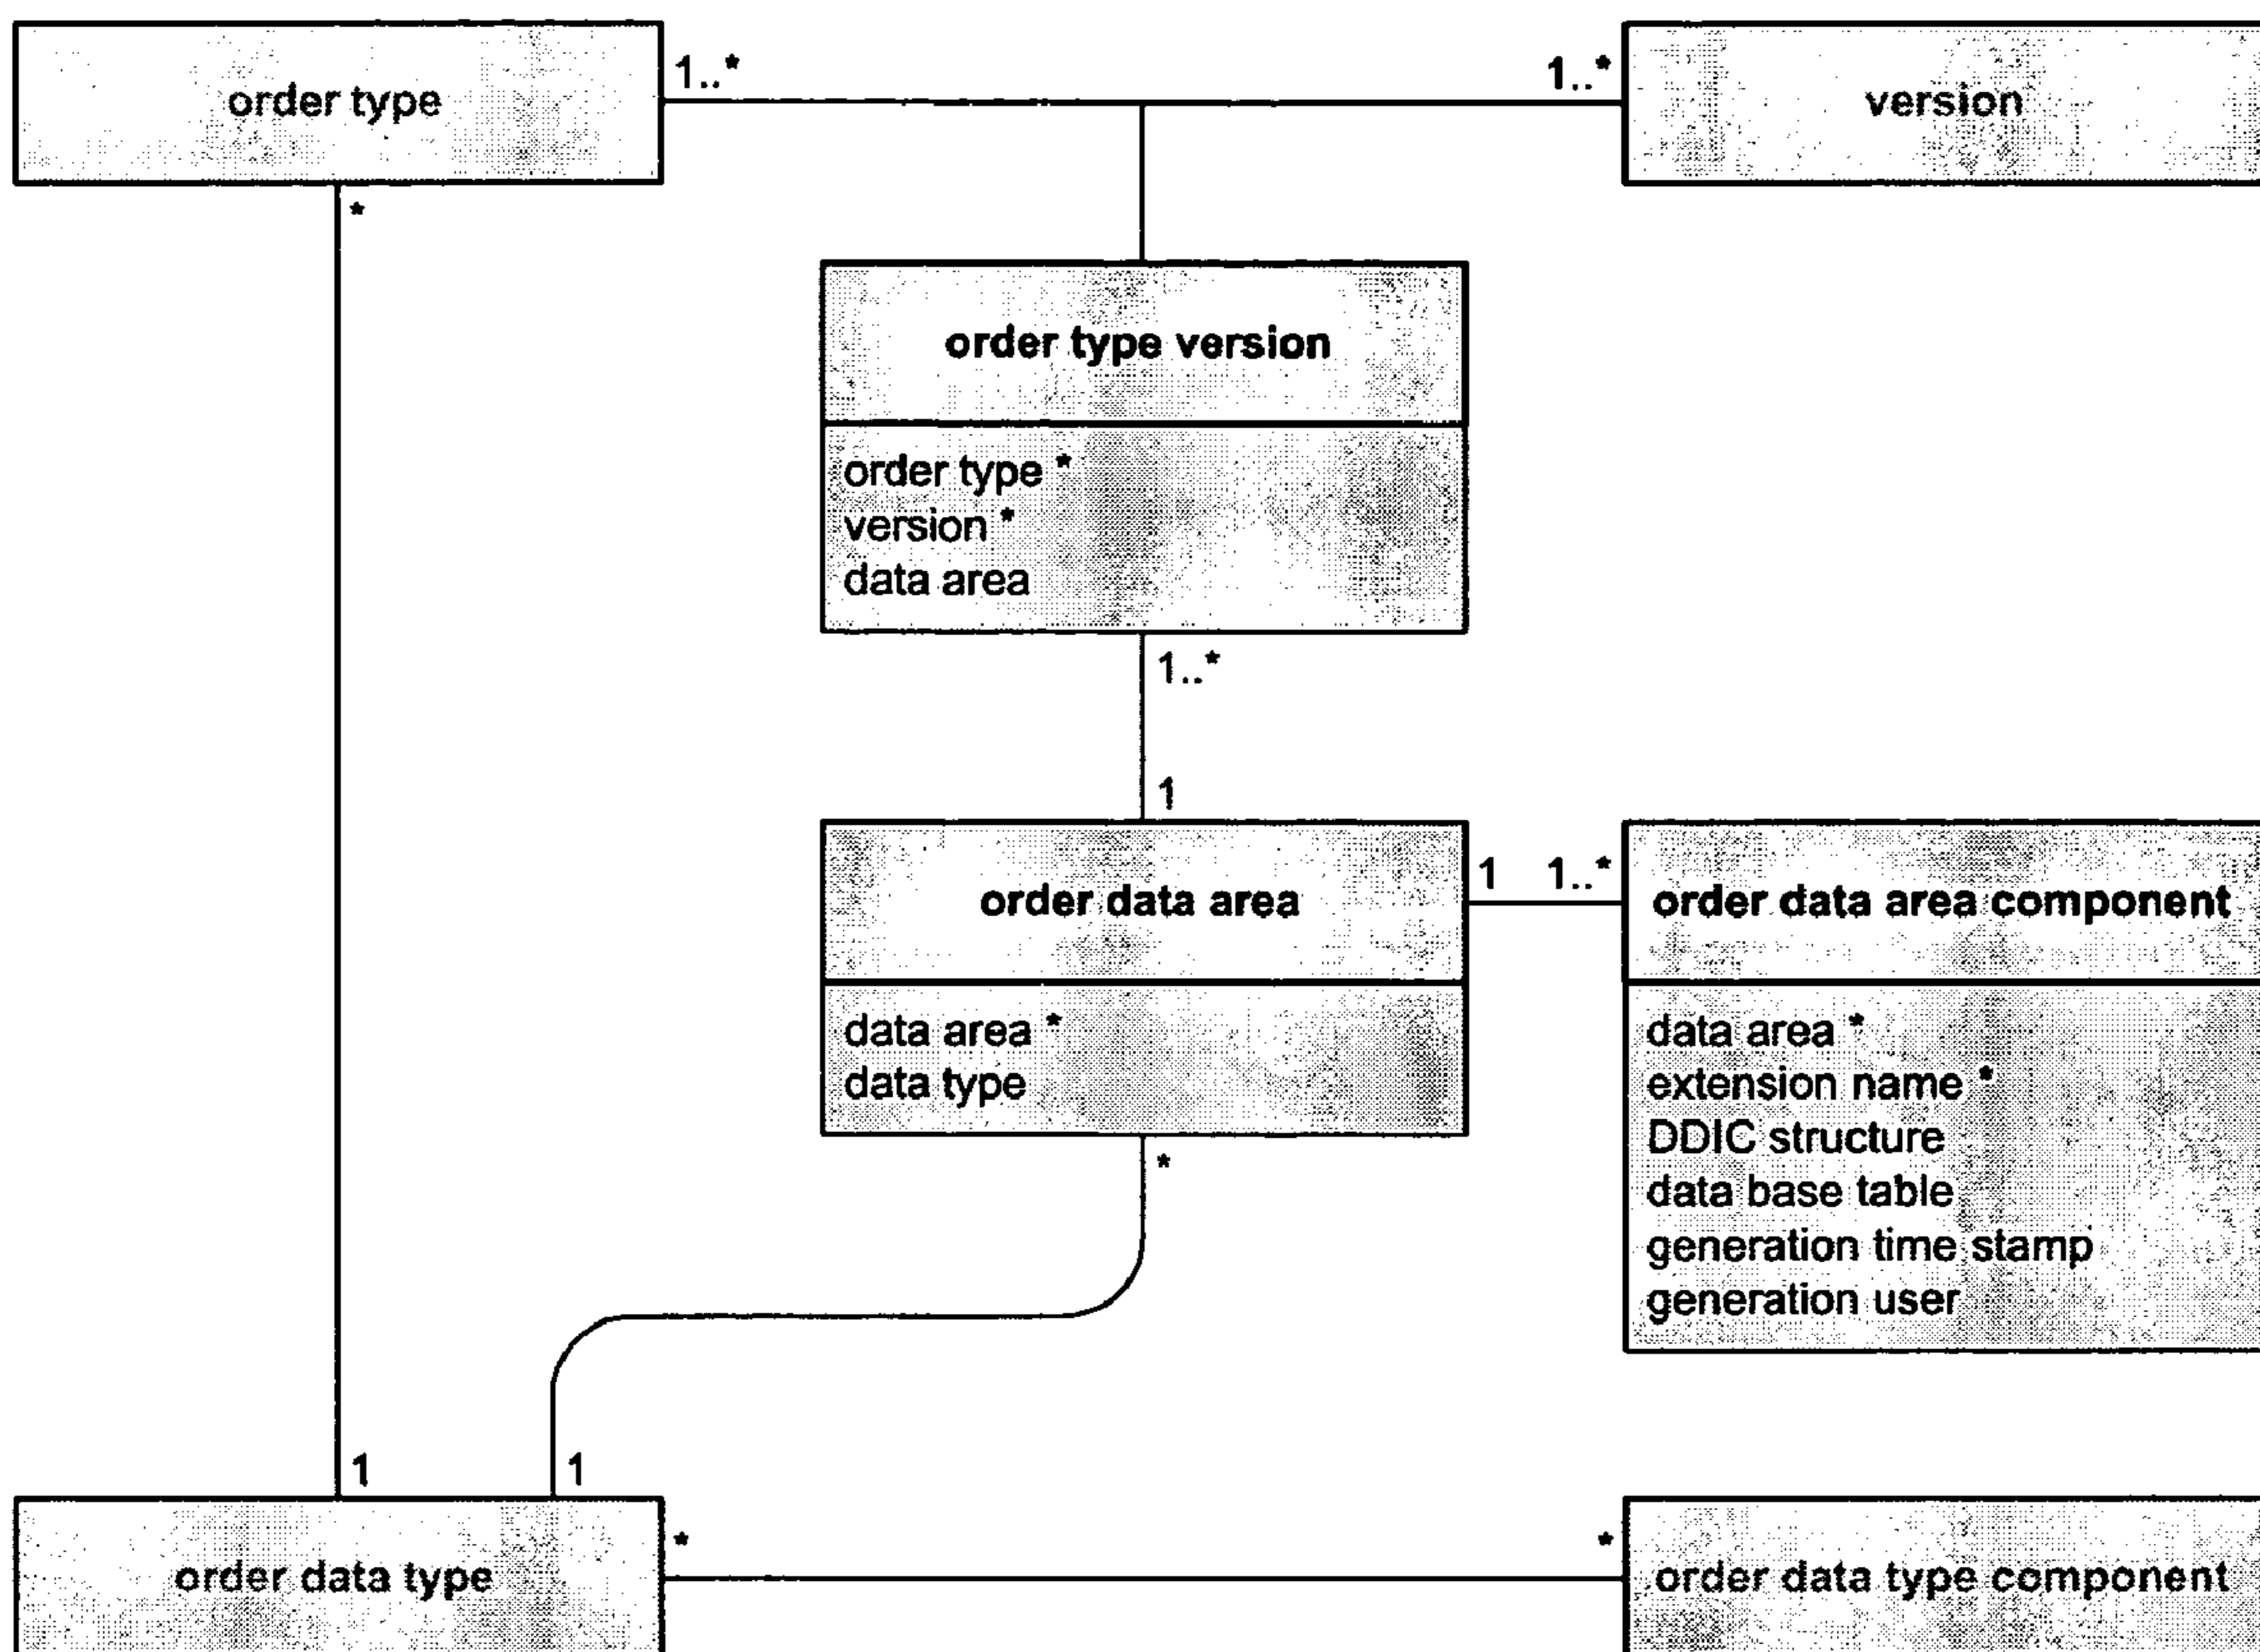 order type
1..*
1..*
version
*
order type version
order type *
version *
data area
1..*
1
order data area
1
1..*
order data area component
data area *
data type
data area *
extension name *
DDIC structure
data base table
generation time stamp
generation user
*
1
1
order data type
*
*
order data type component